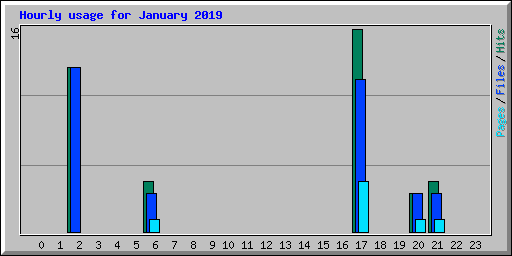 Hourly usage for January 2019
16
Pages/Files/Hits
0 1 2 3 4 5 6 7 8 9 10 11 12 13 14 15 16 17 18 19 20 21 22 23